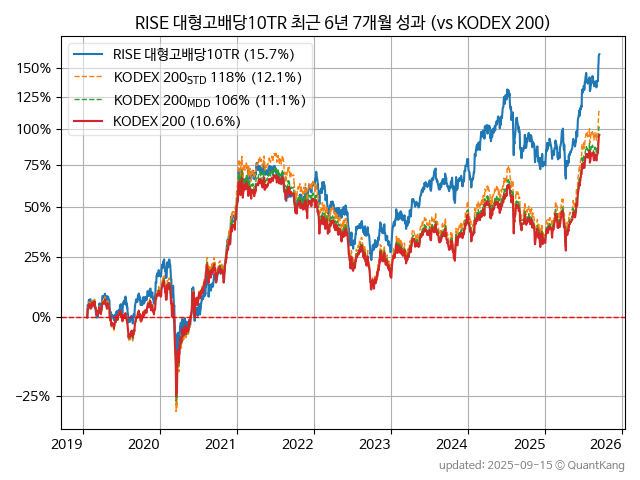 RISE 대형고배당10TR 최근 6년 7개월 성과 (vs KODEX 200)
RISE 대형고배당10TR (15.7%)
KODEX 200STD 118% (12.1%)
KODEX 200MDD 106% (11.1%)
KODEX 200 (10.6%)
150%
125%
100%
75%
50%
25%
0%
−25%
2019 2020 2021 2022 2023 2024 2025 2026
updated: 2025-09-15 ⓒ QuantKang